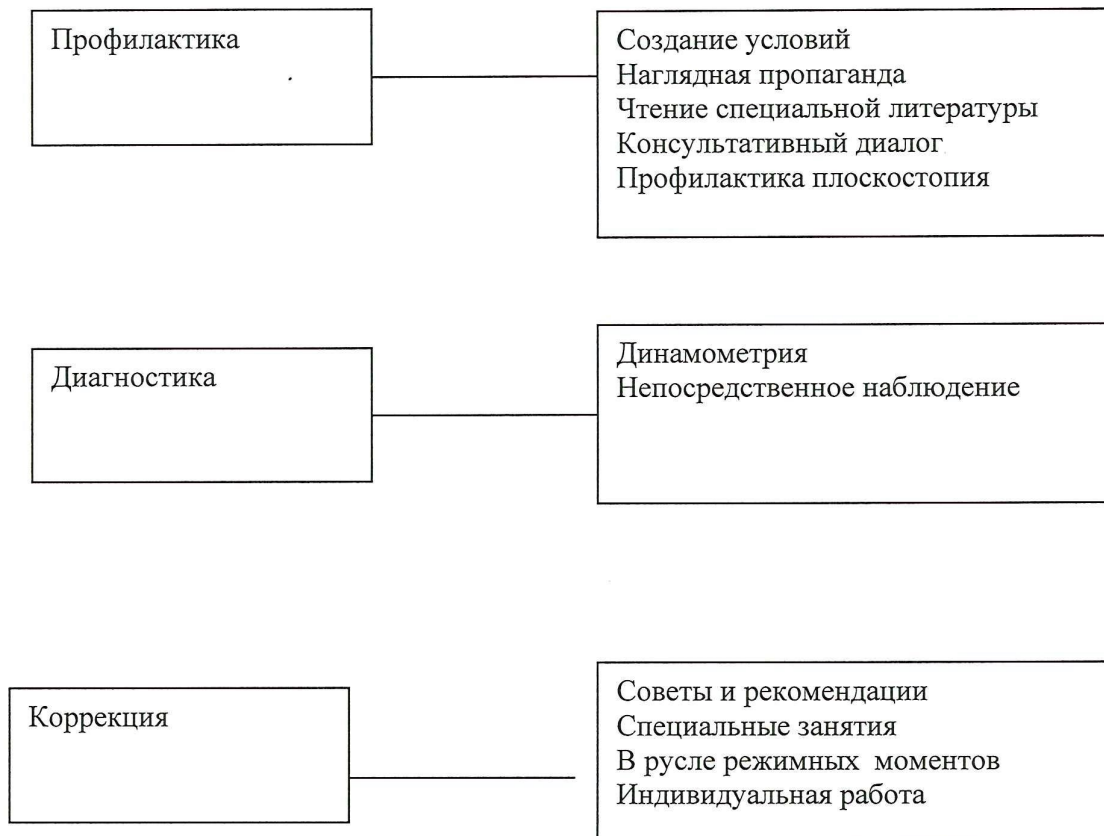 Профилактика
Создание условий
Наглядная пропаганда
Чтение специальной литературы
Консультативный диалог
Профилактика плоскостопия
Диагностика
Динамометрия
Непосредственное наблюдение
Коррекция
Советы и рекомендации
Специальные занятия
В русле режимных  моментов
Индивидуальная работа